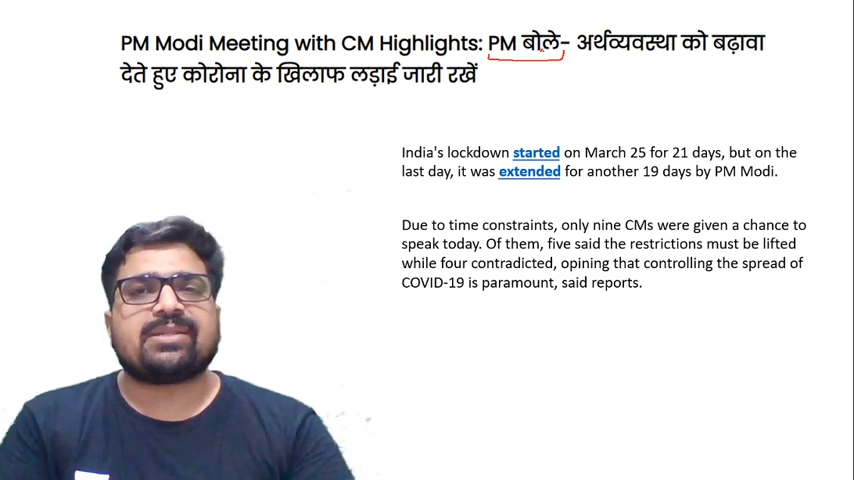 PM Modi Meeting with CM Highlights: PM बोले- अर्थव्यवस्था को बढ़ावा
देते हुए कोरोना के खिलाफ लड़ाई जारी रखें
India's lockdown started on March 25 for 21 days, but on the
last day, it was extended for another 19 days by PM Modi.
Due to time constraints, only nine CMs were given a chance to
speak today. Of them, five said the restrictions must be lifted
while four contradicted, opining that controlling the spread of
COVID-19 is paramount, said reports.